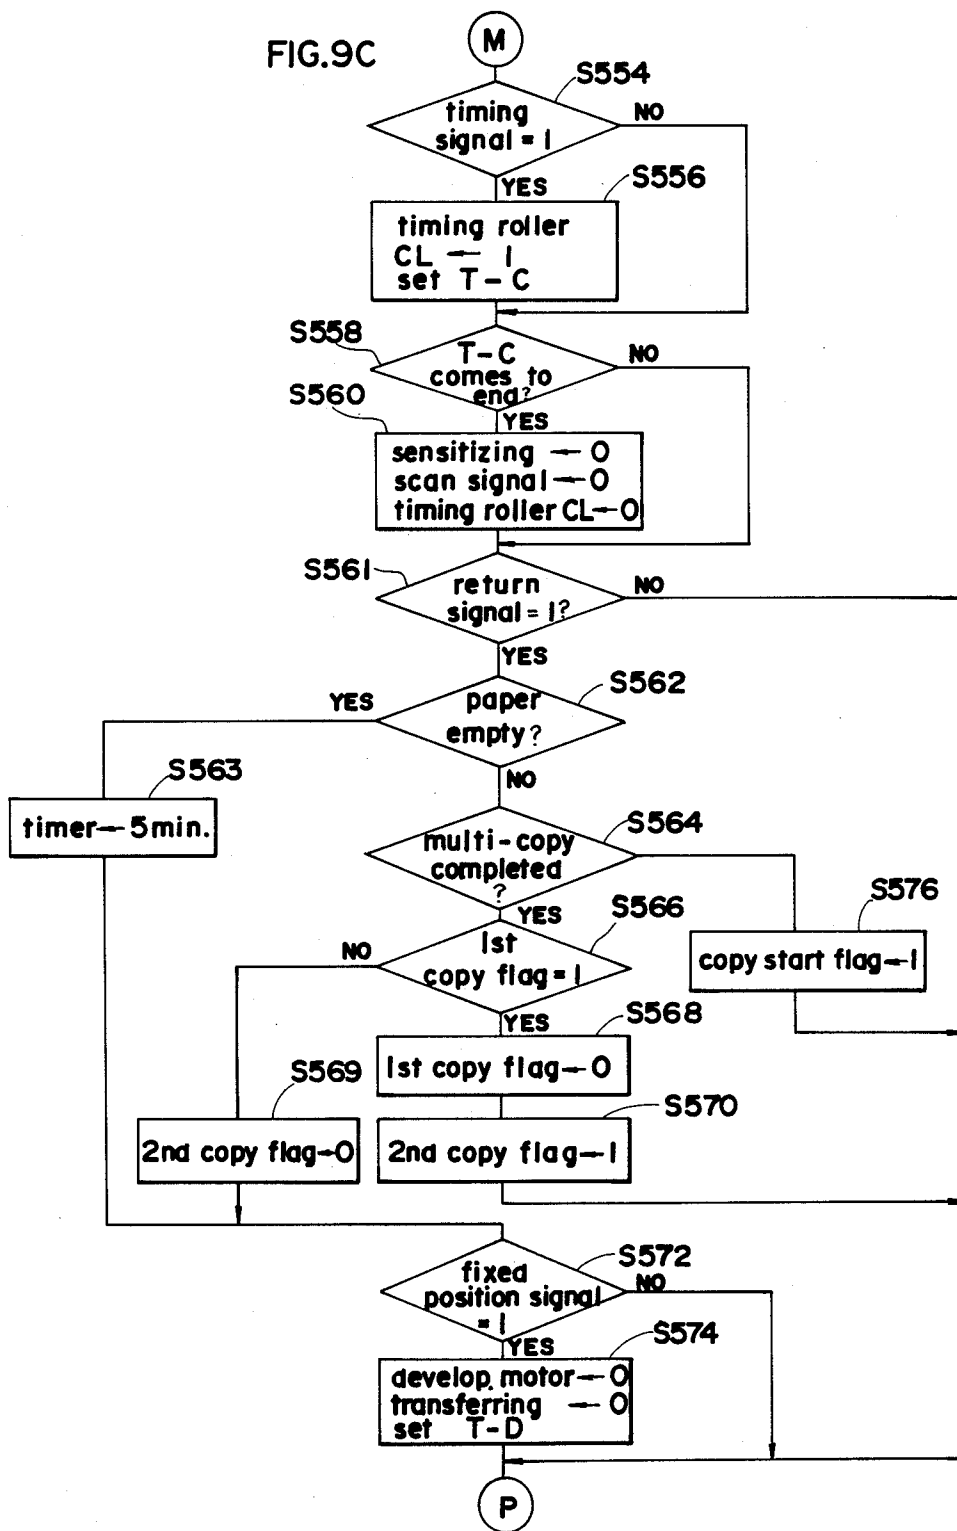 M
FIG.9C
S554
timing
signal = 1
NO
YES
S556
timing roller
CL ← 1
set T-C
S558
T-C
comes to
end?
NO
S560
YES
sensitizing ← 0
scan signal ← 0
timing roller CL ← 0
S561
return
signal = 1?
NO
YES
S562
YES
paper
empty?
NO
S563
timer ← 5min.
S564
multi-copy
completed
?
YES
S576
copy start flag ← 1
S566
NO
1st
copy flag = 1
YES
S568
1st copy flag ← 0
S569
2nd copy flag → 0
S570
2nd copy flag ← 1
S572
fixed
position signal
= 1
NO
YES
S574
develop. motor ← 0
transferring ← 0
set T-D
P